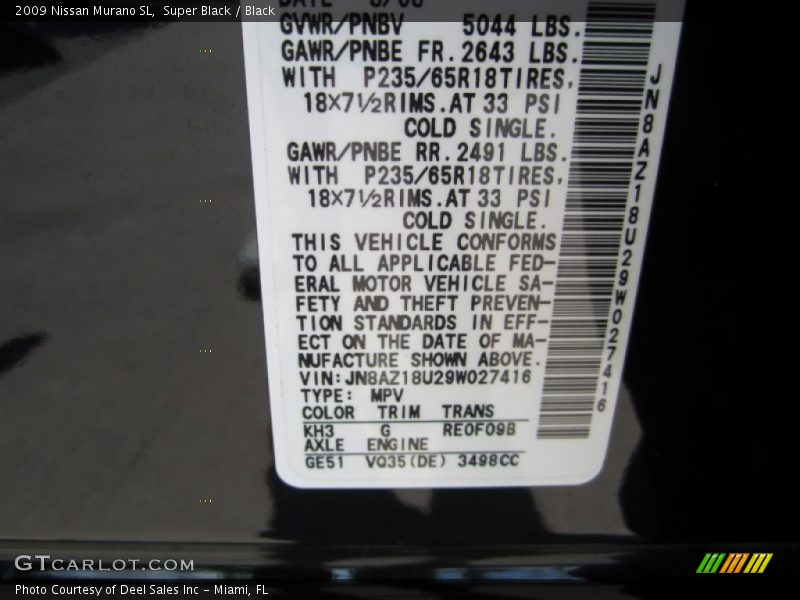 2009 Nissan Murano SL, Super Black / Black
DATE
GVWR/PNBV 5044 LBS.
GAWR/PNBE FR. 2643 LBS.
WITH P235/65R18TIRES,
18X7½RIMS.AT 33 PSI
COLD SINGLE.
GAWR/PNBE RR. 2491 LBS.
WITH P235/65R18TIRES,
18X7½RIMS.AT 33 PSI
COLD SINGLE.
THIS VEHICLE CONFORMS
TO ALL APPLICABLE FED-
ERAL MOTOR VEHICLE SA-
FETY AND THEFT PREVEN-
TION STANDARDS IN EFF-
ECT ON THE DATE OF MA-
NUFACTURE SHOWN ABOVE.
VIN:JN8AZ18U29W027416
TYPE: MPV
COLOR TRIM TRANS
KH3 G RE0F09B
AXLE ENGINE
GE51 VQ35(DE) 3498CC
JN8AZ18U29W027416
GTCARLOT.COM
Photo Courtesy of Deel Sales Inc - Miami, FL